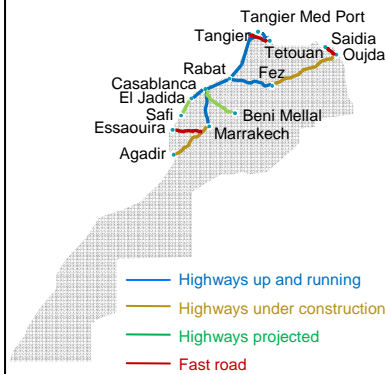 Tangier Med Port
Tangier
Saidia
Tetouan
Oujda
Rabat
Fez
Casablanca
El Jadida
Safi
Beni Mellal
Essaouira
Marrakech
Agadir
Highways up and running
Highways under construction
Highways projected
Fast road